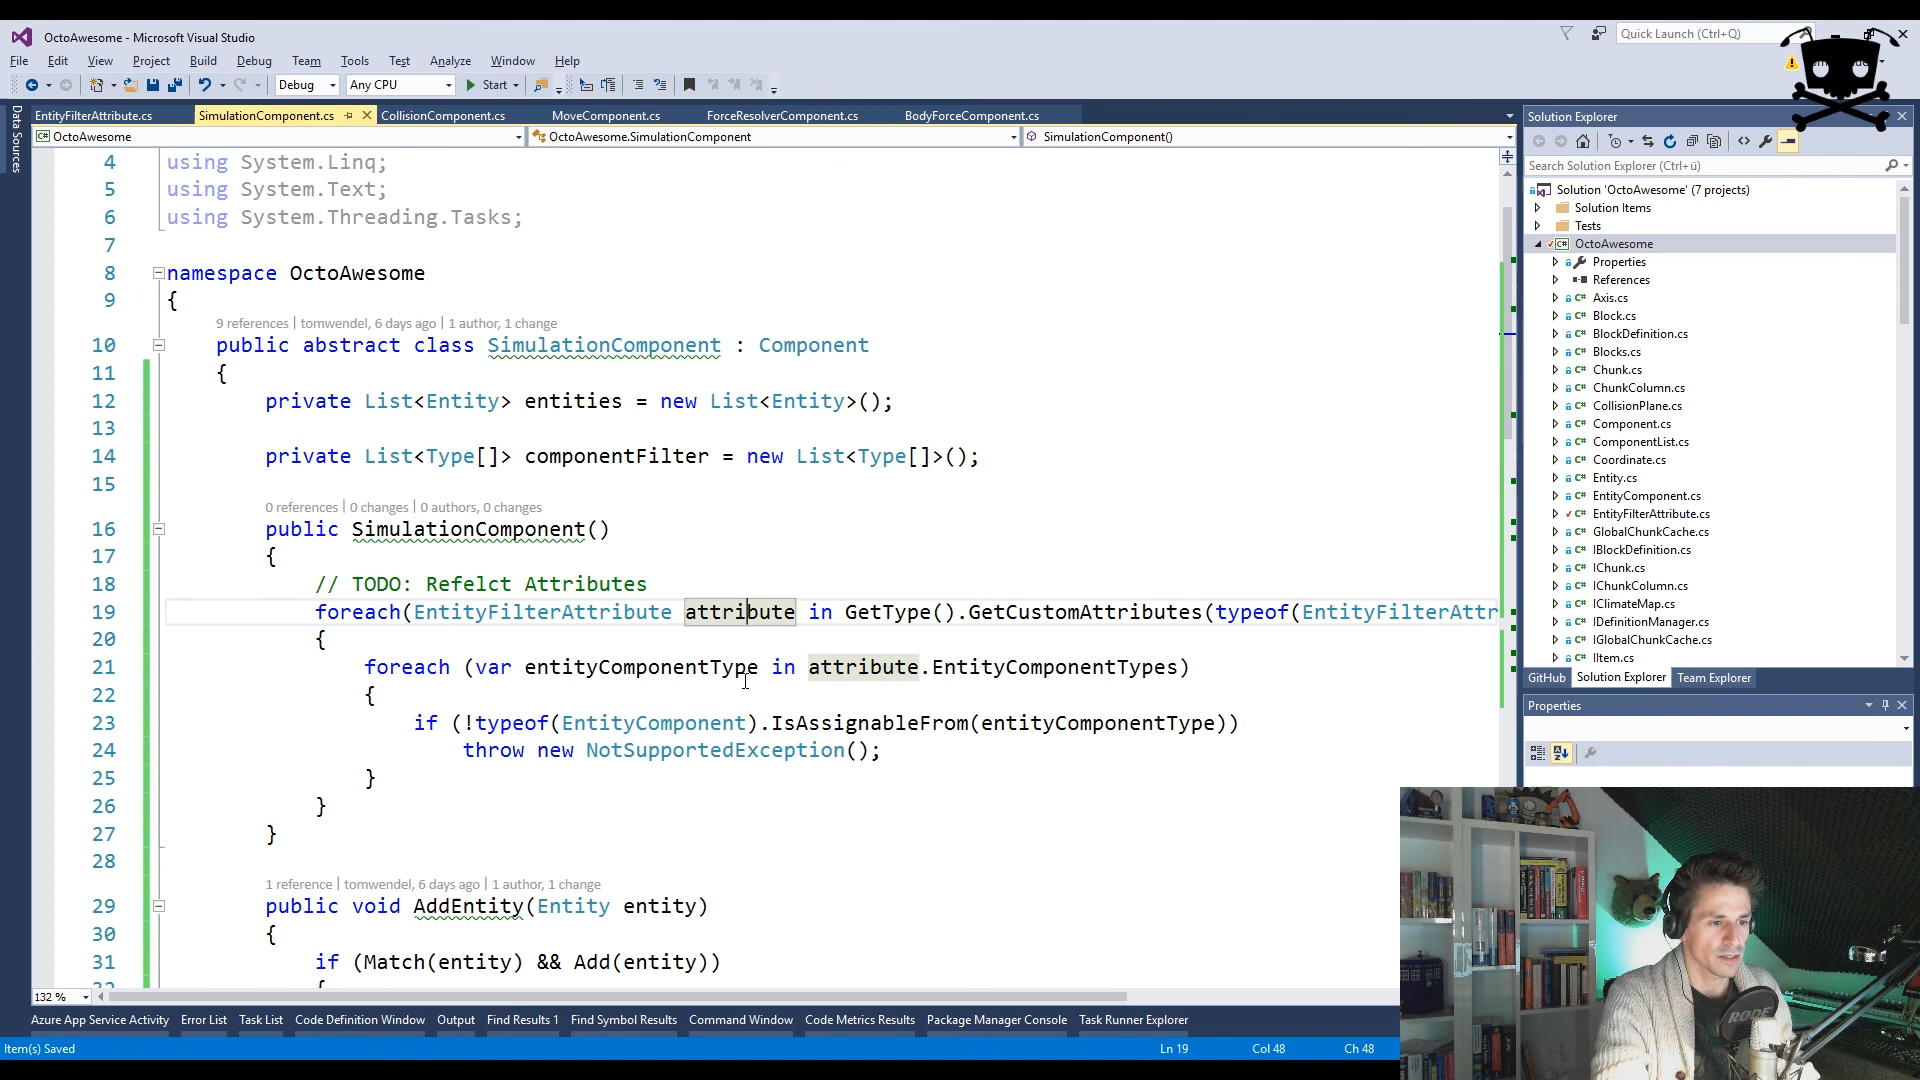 OctoAwesome - Microsoft Visual Studio
Quick Launch (Ctrl+Q)
File Edit View Project Build Debug Team Tools Test Analyze Window Help
Debug Any CPU Start
EntityFilterAttribute.cs SimulationComponent.cs CollisionComponent.cs MoveComponent.cs ForceResolverComponent.cs BodyForceComponent.cs
OctoAwesome OctoAwesome.SimulationComponent SimulationComponent()
Data Sources
4 using System.Linq;
5 using System.Text;
6 using System.Threading.Tasks;
7
8 namespace OctoAwesome
9 {
9 references | tomwendel, 6 days ago | 1 author, 1 change
10 public abstract class SimulationComponent : Component
11 {
12 private List<Entity> entities = new List<Entity>();
13
14 private List<Type[]> componentFilter = new List<Type[]>();
15
0 references | 0 changes | 0 authors, 0 changes
16 public SimulationComponent()
17 {
18 // TODO: Refelct Attributes
19 foreach(EntityFilterAttribute attribute in GetType().GetCustomAttributes(typeof(EntityFilterAttr
20 {
21 foreach (var entityComponentType in attribute.EntityComponentTypes)
22 {
23 if (!typeof(EntityComponent).IsAssignableFrom(entityComponentType))
24 throw new NotSupportedException();
25 }
26 }
27 }
28
1 reference | tomwendel, 6 days ago | 1 author, 1 change
29 public void AddEntity(Entity entity)
30 {
31 if (Match(entity) && Add(entity))
132 %
Azure App Service Activity Error List Task List Code Definition Window Output Find Results 1 Find Symbol Results Command Window Code Metrics Results Package Manager Console Task Runner Explorer
Item(s) Saved Ln 19 Col 48 Ch 48
Solution Explorer
Search Solution Explorer (Ctrl+ü)
Solution 'OctoAwesome' (7 projects)
Solution Items
Tests
OctoAwesome
Properties
References
Axis.cs
Block.cs
BlockDefinition.cs
Blocks.cs
Chunk.cs
ChunkColumn.cs
CollisionPlane.cs
Component.cs
ComponentList.cs
Coordinate.cs
Entity.cs
EntityComponent.cs
EntityFilterAttribute.cs
GlobalChunkCache.cs
IBlockDefinition.cs
IChunk.cs
IChunkColumn.cs
IClimateMap.cs
IDefinitionManager.cs
IGlobalChunkCache.cs
IItem.cs
GitHub Solution Explorer Team Explorer
Properties
RODE